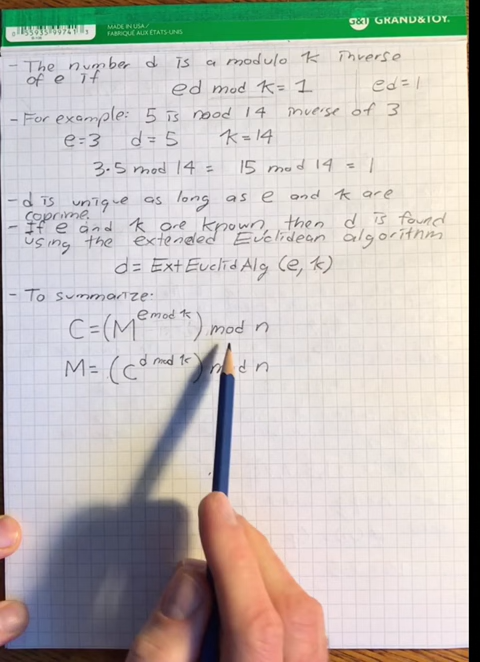 MADE IN USA /
FABRIQUÉ AUX ÉTATS-UNIS
G&T GRAND&TOY.
- The number d is a modulo k inverse
of e if
ed mod k = 1 ed = 1
- For example: 5 is mod 14 inverse of 3
e=3 d=5 k=14
3·5 mod 14 = 15 mod 14 = 1
- d is unique as long as e and k are
coprime.
- If e and k are known, then d is found
using the extended Euclidean algorithm
d = ExtEuclidAlg (e, k)
- To summarize:
C = (M^e mod k) mod n
M = (C^d mod k) mod n